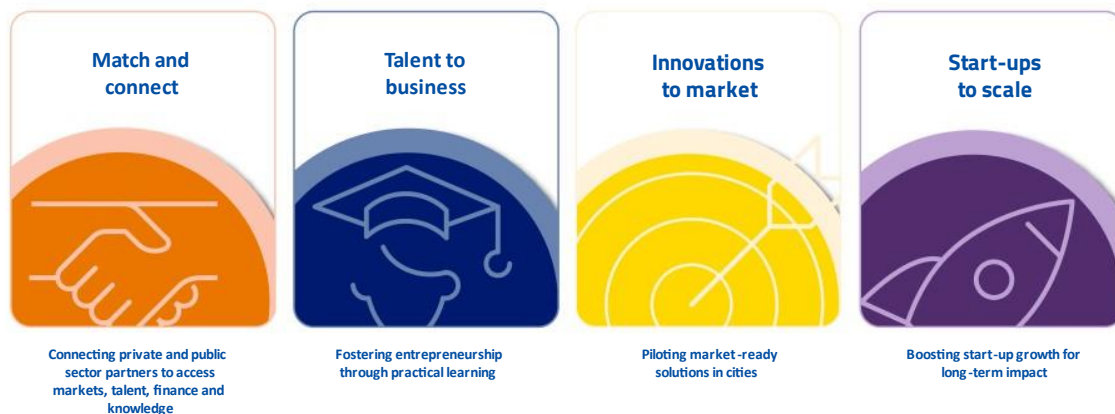 Match and
connect
Talent to
business
Innovations
to market
Start-ups
to scale
Connecting private and public
sector partners to access
markets, talent, finance and
knowledge
Fostering entrepreneurship
through practical learning
Piloting market-ready
solutions in cities
Boosting start-up growth for
long-term impact